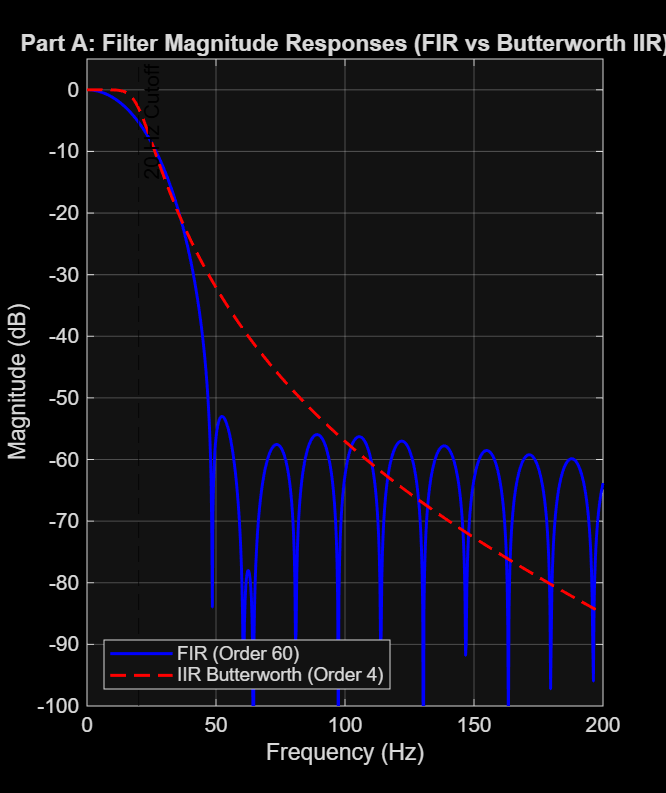 Part A: Filter Magnitude Responses (FIR vs Butterworth IIR)
20 Hz Cutoff
0
-10
-20
-30
-40
-50
-60
-70
-80
-90
-100
Magnitude (dB)
FIR (Order 60)
IIR Butterworth (Order 4)
0 50 100 150 200
Frequency (Hz)